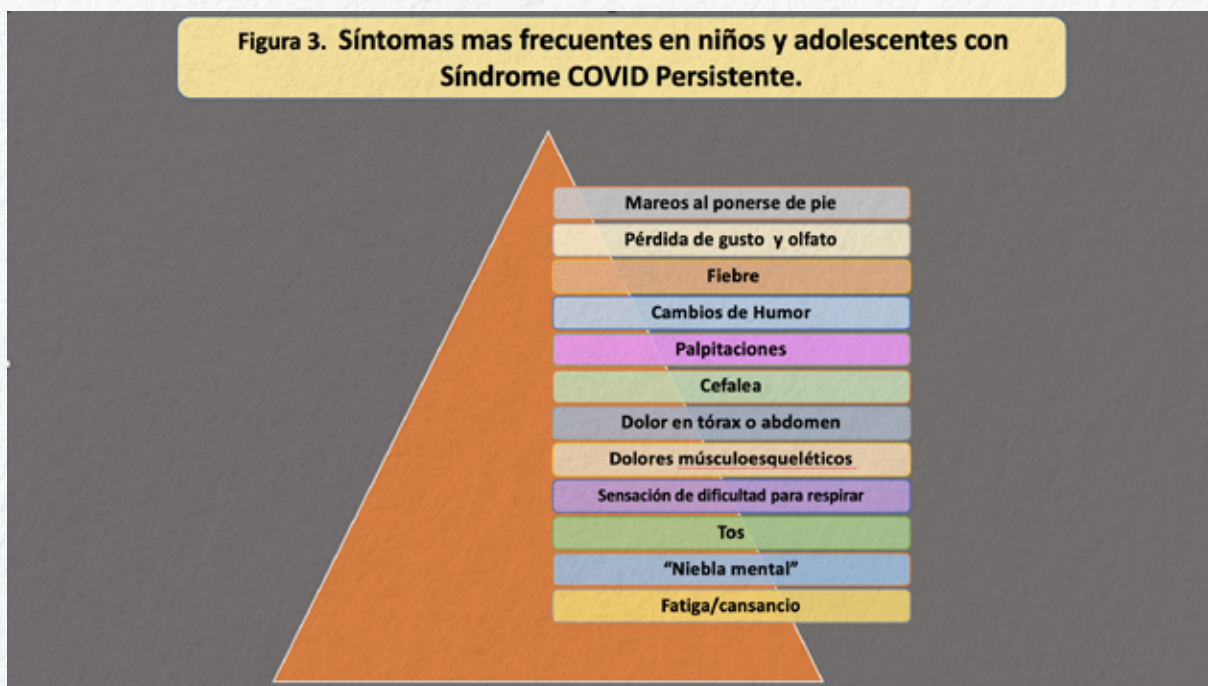 Figura 3. Síntomas mas frecuentes en niños y adolescentes con
Síndrome COVID Persistente.
Mareos al ponerse de pie
Pérdida de gusto y olfato
Fiebre
Cambios de Humor
Palpitaciones
Cefalea
Dolor en tórax o abdomen
Dolores músculoesqueléticos
Sensación de dificultad para respirar
Tos
“Niebla mental”
Fatiga/cansancio